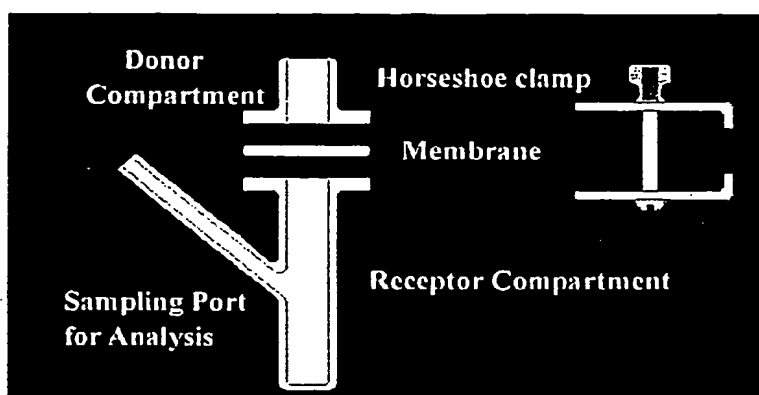 Donor
Compartment
Horseshoe clamp
Membrane
Receptor Compartment
Sampling Port
for Analysis